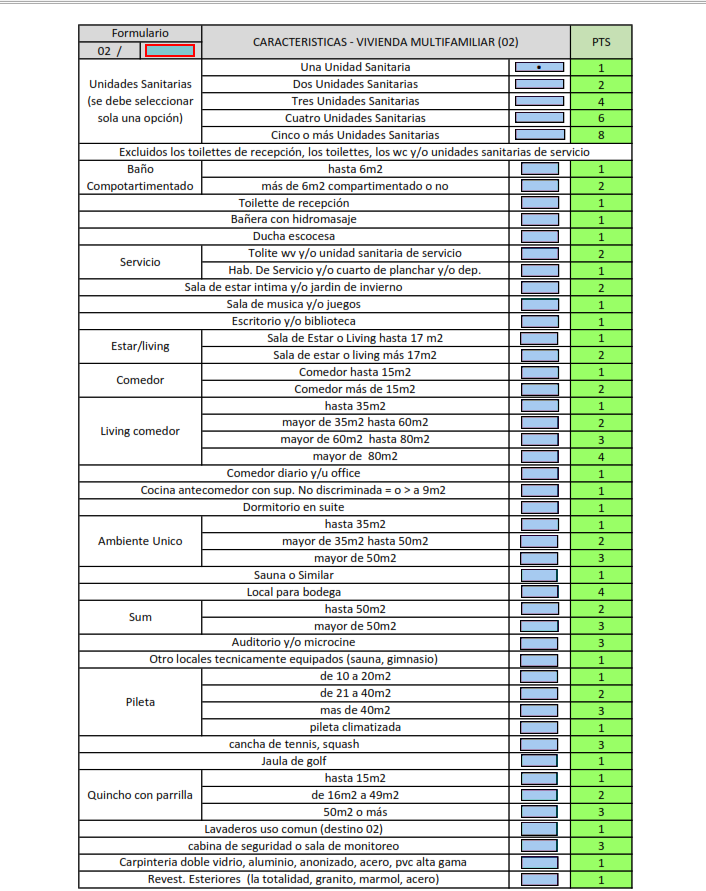 Formulario
02 /
CARACTERISTICAS - VIVIENDA MULTIFAMILIAR (02) PTS
Unidades Sanitarias
(se debe seleccionar
sola una opción)
Una Unidad Sanitaria 1
Dos Unidades Sanitarias 2
Tres Unidades Sanitarias 4
Cuatro Unidades Sanitarias 6
Cinco o más Unidades Sanitarias 8
Excluidos los toilettes de recepción, los toilettes, los wc y/o unidades sanitarias de servicio
Baño
Compotartimentado
hasta 6m2 1
más de 6m2 compartimentado o no 2
Toilette de recepción 1
Bañera con hidromasaje 1
Ducha escocesa 1
Servicio
Tolite wv y/o unidad sanitaria de servicio 2
Hab. De Servicio y/o cuarto de planchar y/o dep. 1
Sala de estar intima y/o jardin de invierno 2
Sala de musica y/o juegos 1
Escritorio y/o biblioteca 1
Estar/living
Sala de Estar o Living hasta 17 m2 1
Sala de estar o living más 17m2 2
Comedor
Comedor hasta 15m2 1
Comedor más de 15m2 2
Living comedor
hasta 35m2 1
mayor de 35m2 hasta 60m2 2
mayor de 60m2 hasta 80m2 3
mayor de 80m2 4
Comedor diario y/u office 1
Cocina antecomedor con sup. No discriminada = o > a 9m2 1
Dormitorio en suite 1
Ambiente Unico
hasta 35m2 1
mayor de 35m2 hasta 50m2 2
mayor de 50m2 3
Sauna o Similar 1
Local para bodega 4
Sum
hasta 50m2 2
mayor de 50m2 3
Auditorio y/o microcine 3
Otro locales tecnicamente equipados (sauna, gimnasio) 1
Pileta
de 10 a 20m2 1
de 21 a 40m2 2
mas de 40m2 3
pileta climatizada 1
cancha de tennis, squash 3
Jaula de golf 1
Quincho con parrilla
hasta 15m2 1
de 16m2 a 49m2 2
50m2 o más 3
Lavaderos uso comun (destino 02) 1
cabina de seguridad o sala de monitoreo 3
Carpinteria doble vidrio, aluminio, anonizado, acero, pvc alta gama 1
Revest. Exteriores (la totalidad, granito, marmol, acero) 1